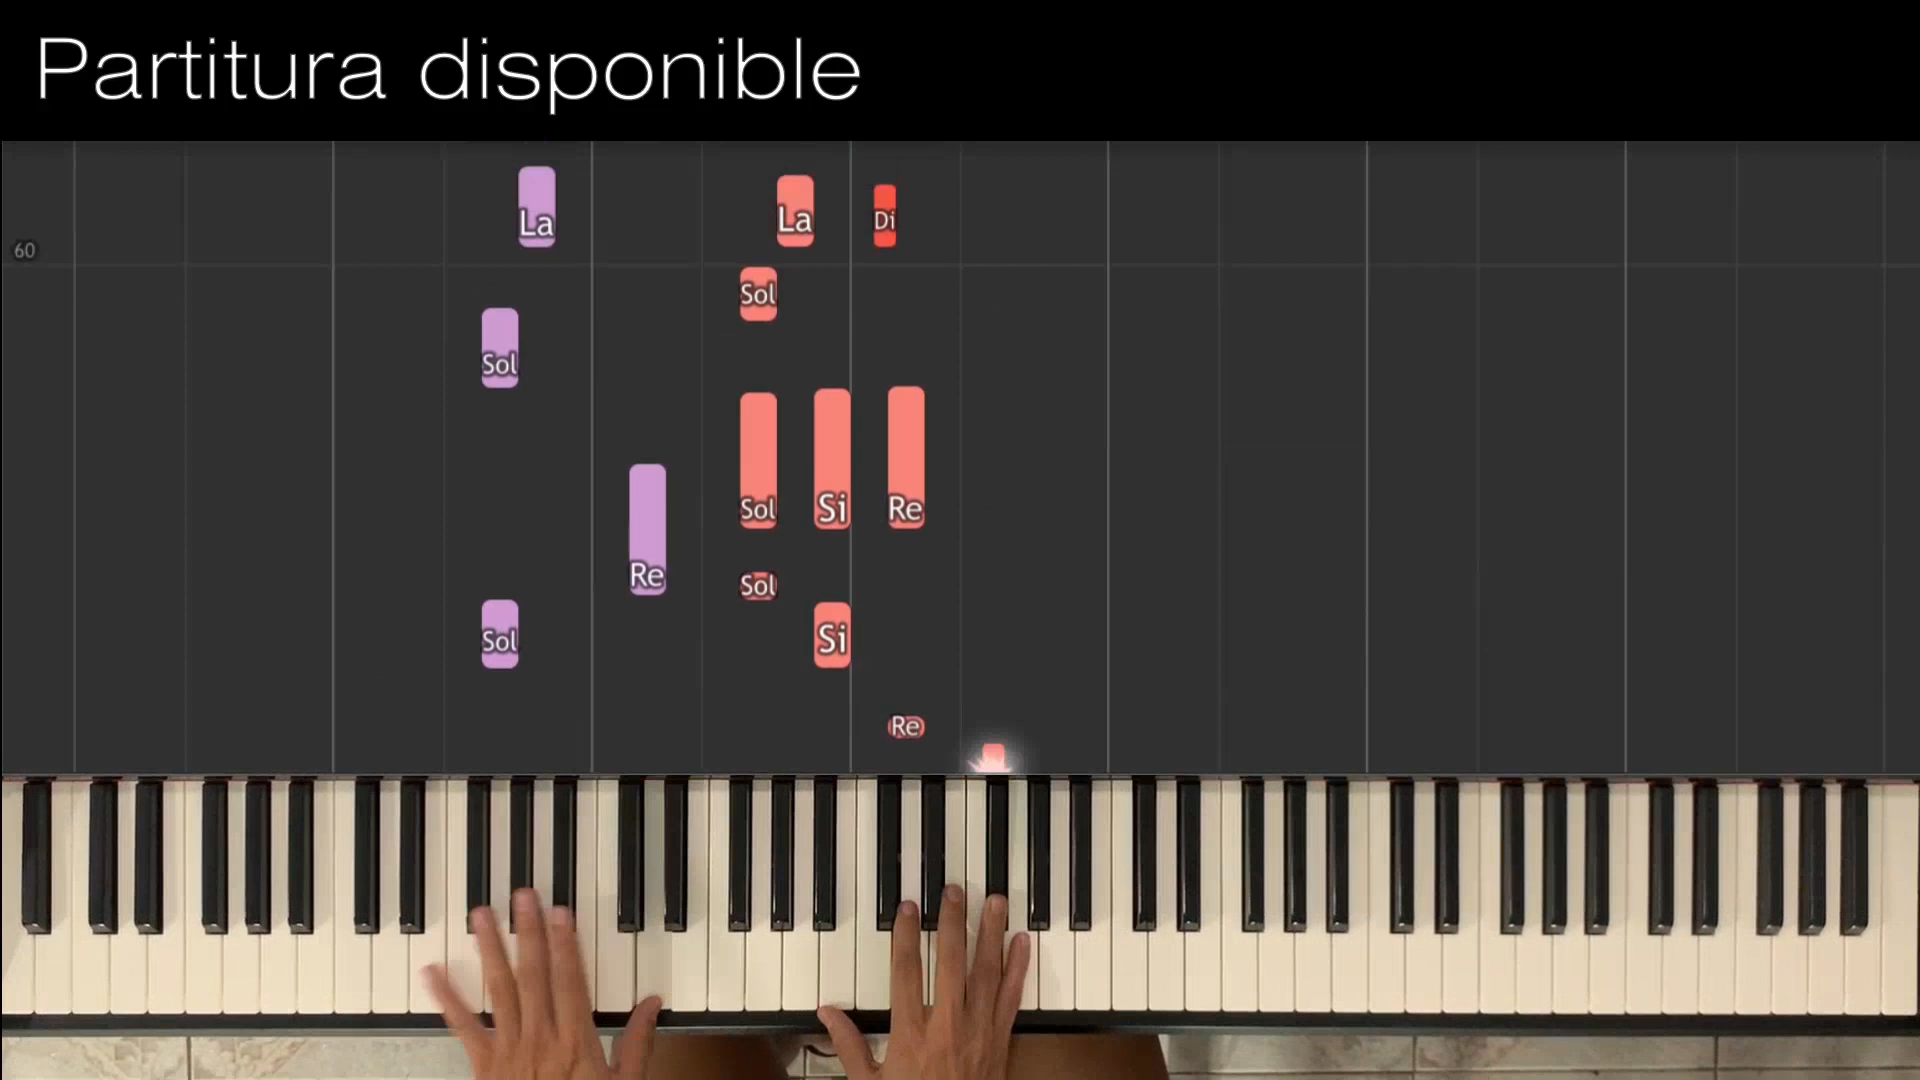 Partitura disponible
La La Di
60
Sol
Sol
Sol Si Re
Re
Sol
Sol Si
Re